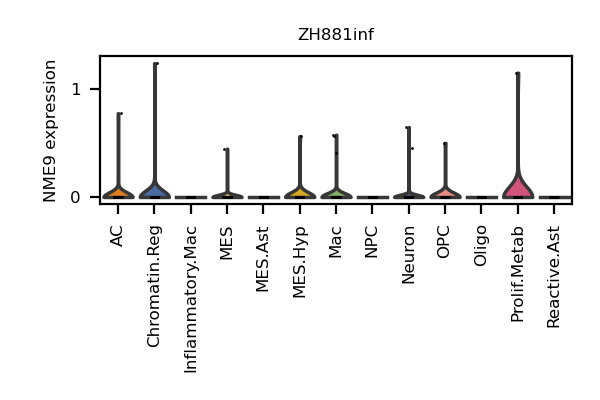 ZH881inf
NME9 expression
1
0
AC
Chromatin.Reg
Inflammatory.Mac
MES
MES.Ast
MES.Hyp
Mac
NPC
Neuron
OPC
Oligo
Prolif.Metab
Reactive.Ast